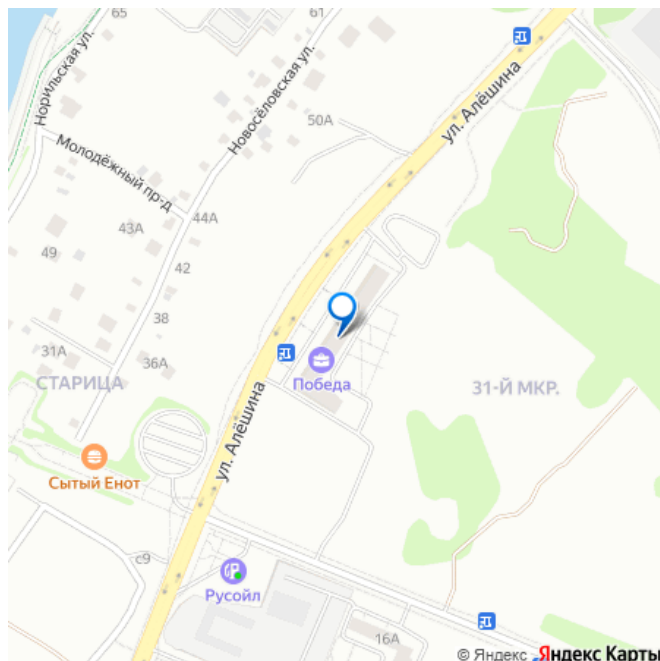 65
61
Норильская ул.
Новосёловская ул.
ул. Алёшина
50А
Молодёжный пр-д
44А
43А
49
42
38
31А
36А
СТАРИЦА
Победа
31-Й МКР.
ул. Алёшина
Сытый Енот
с9
Русойл
16А
© Яндекс Яндекс Карты